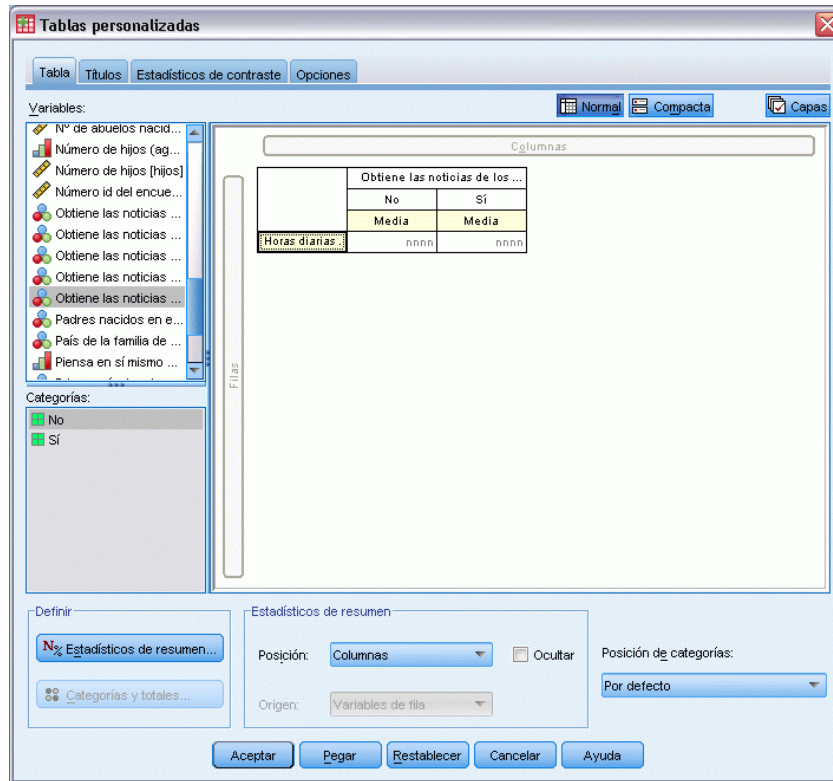 Tablas personalizadas
Tabla
Títulos
Estadísticos de contraste
Opciones
Variables:
Normal
Compacta
Capas
Nº de abuelos nacid...
Número de hijos (ag...
Número de hijos [hijos]
Número id del encue...
Obtiene las noticias ...
Obtiene las noticias ...
Obtiene las noticias ...
Obtiene las noticias ...
Obtiene las noticias ...
Padres nacidos en e...
País de la familia de ...
Piensa en sí mismo ...
Categorías:
No
Sí
Columnas
Filas
Obtiene las noticias de los ...
No
Sí
Media
Media
Horas diarias .
nnnn
nnnn
Definir
N% Estadísticos de resumen...
Categorías y totales...
Estadísticos de resumen
Posición:
Columnas
Ocultar
Origen:
Variables de fila
Posición de categorías:
Por defecto
Aceptar
Pegar
Restablecer
Cancelar
Ayuda